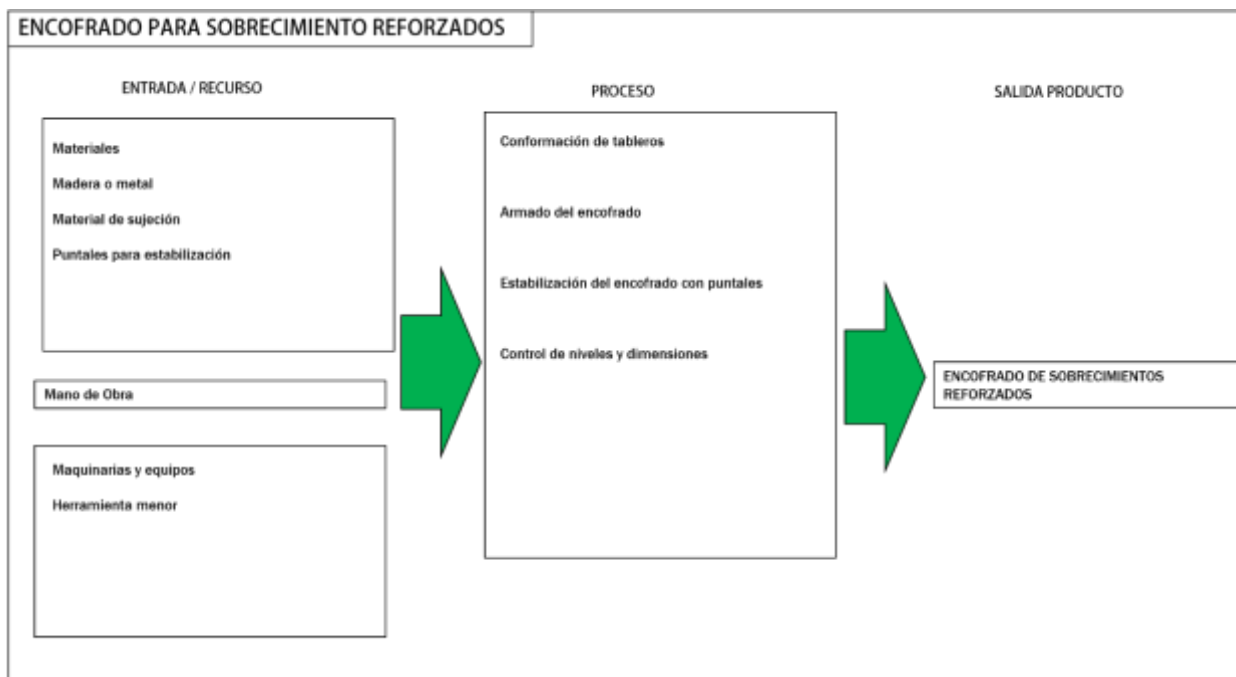 ENCOFRADO PARA SOBRECIMIENTO REFORZADOS
ENTRADA / RECURSO
Materiales
Madera o metal
Material de sujeción
Puntales para estabilización
Mano de Obra
Maquinarias y equipos
Herramienta menor
PROCESO
Conformación de tableros
Armado del encofrado
Estabilización del encofrado con puntales
Control de niveles y dimensiones
SALIDA PRODUCTO
ENCOFRADO DE SOBRECIMIENTOS
REFORZADOS